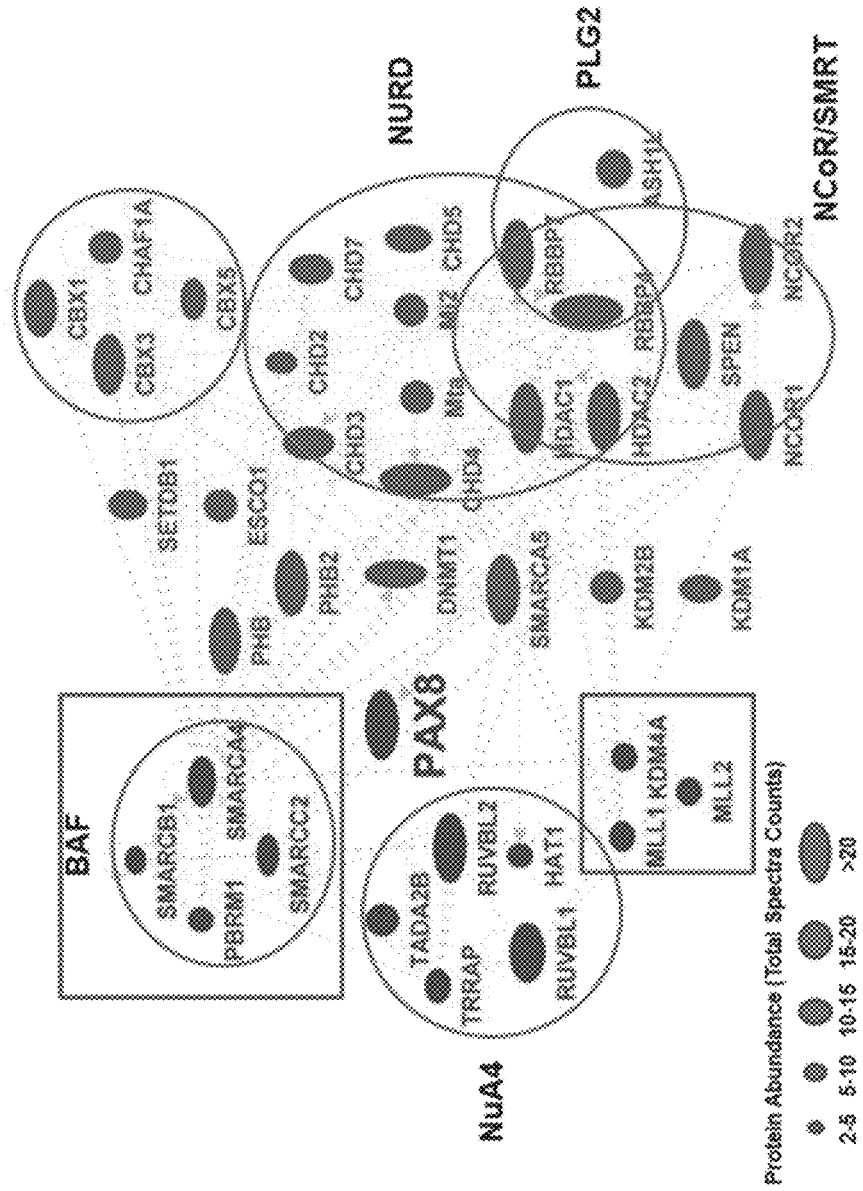 BAF
SMARCB1
PBRM1
SMARCA4
SMARCC2
NuA4
TADA2B
TRRAP
RUVBL2
RUVBL1
HAT1
PAX8
MLL1
KDM4A
MLL2
PHB
PHB2
DNMT1
SMARCA5
KDM2B
KDM1A
SETDB1
ESCO1
CBX1
CBX3
CHAF1A
CBX5
NURD
CHD2
CHD7
CHD3
Mta
Mi2
CHD5
CHD4
HDAC1
HDAC2
RBBP7
RBBP4
PLG2
ASH1L
NCoR/SMRT
SPEN
NCOR1
NCOR2
Protein Abundance (Total Spectra Counts)
2-5 5-10 10-15 15-20 >20